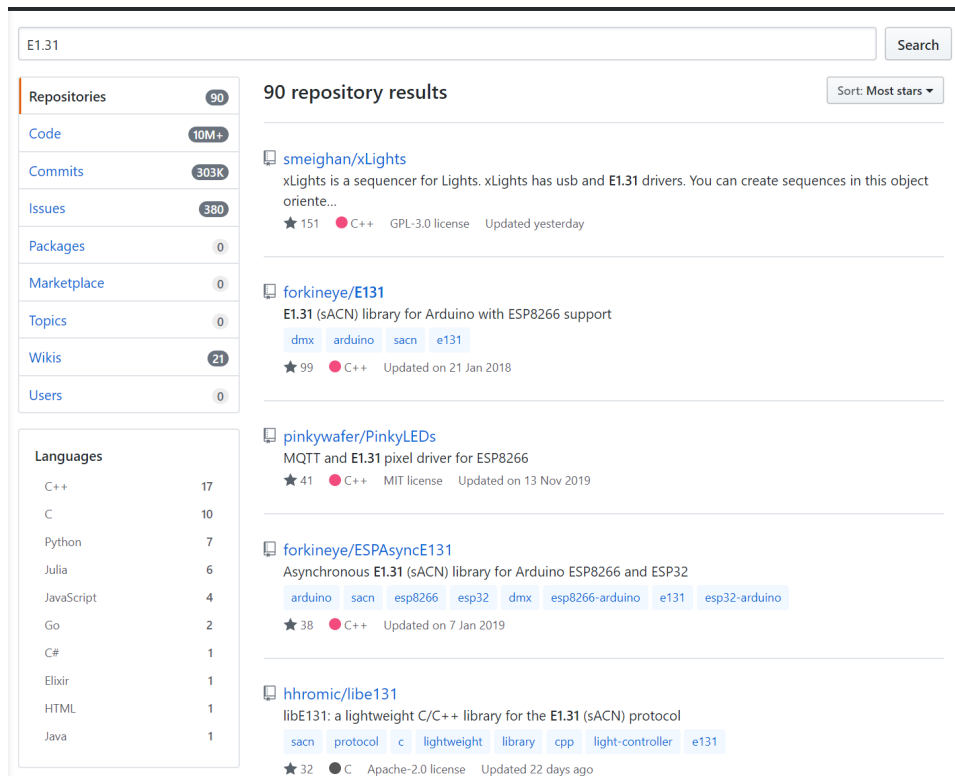 E1.31
Search
Repositories 90
Code 10M+
Commits 303K
Issues 380
Packages 0
Marketplace 0
Topics 0
Wikis 21
Users 0
Languages
C++ 17
C 10
Python 7
Julia 6
JavaScript 4
Go 2
C# 1
Elixir 1
HTML 1
Java 1
90 repository results
Sort: Most stars
smeighan/xLights
xLights is a sequencer for Lights. xLights has usb and E1.31 drivers. You can create sequences in this object
oriente...
151 C++ GPL-3.0 license Updated yesterday
forkineye/E131
E1.31 (sACN) library for Arduino with ESP8266 support
dmx arduino sacn e131
99 C++ Updated on 21 Jan 2018
pinkywafer/PinkyLEDs
MQTT and E1.31 pixel driver for ESP8266
41 C++ MIT license Updated on 13 Nov 2019
forkineye/ESPAsyncE131
Asynchronous E1.31 (sACN) library for Arduino ESP8266 and ESP32
arduino sacn esp8266 esp32 dmx esp8266-arduino e131 esp32-arduino
38 C++ Updated on 7 Jan 2019
hhromic/libe131
libE131: a lightweight C/C++ library for the E1.31 (sACN) protocol
sacn protocol c lightweight library cpp light-controller e131
32 C Apache-2.0 license Updated 22 days ago